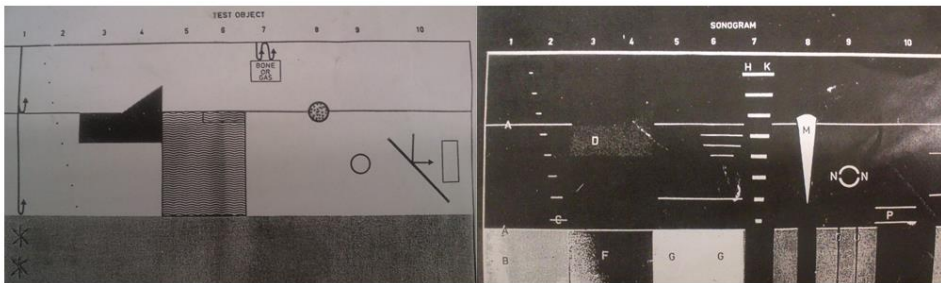 TEST OBJECT
1 2 3 4 5 6 7 8 9 10
BONE
OR
GAS
SONOGRAM
1 2 3 4 5 6 7 8 9 10
H K
A
D
M
N N
C
P
A
B
F
G G